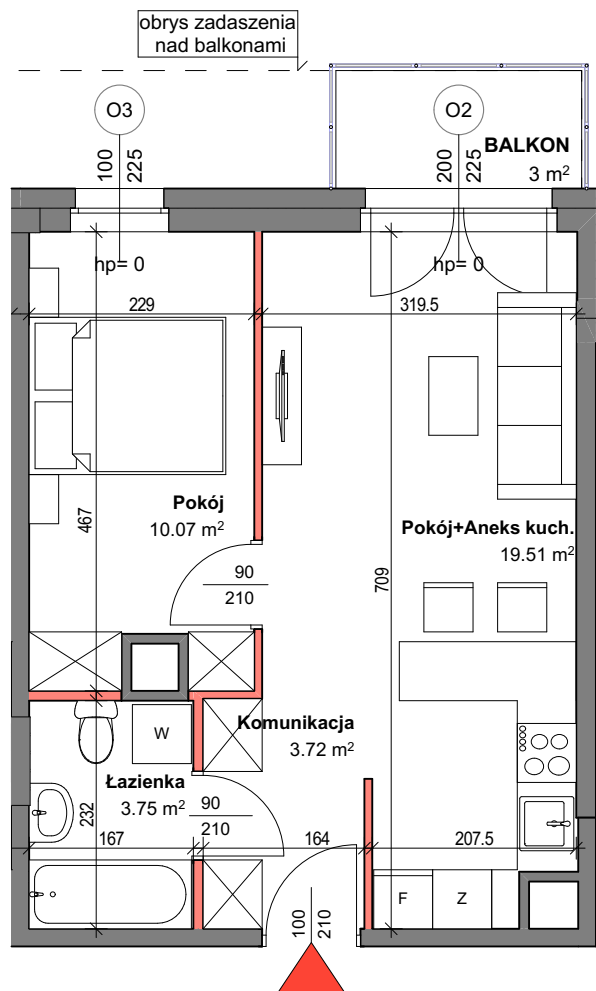 obrys zadaszenia
nad balkonami
O3
O2
100
225
200
225
BALKON
3 m²
hp= 0
hp= 0
229
319.5
Pokój
10.07 m²
467
Pokój+Aneks kuch.
19.51 m²
709
90
210
W
Komunikacja
3.72 m²
Łazienka
3.75 m²
232
90
210
167
164
207.5
F
Z
100
210